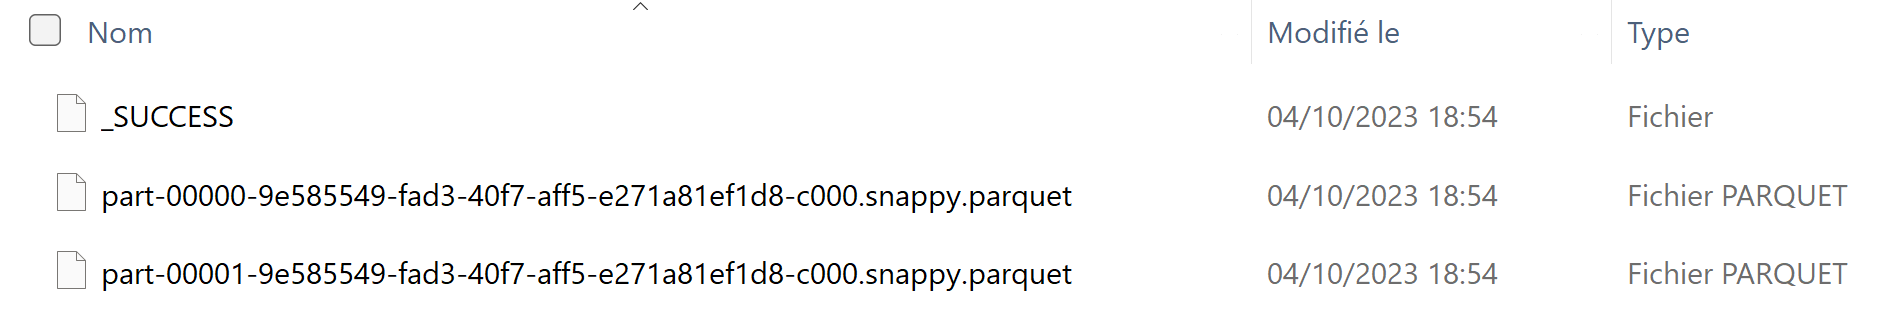 Nom Modifié le Type
_SUCCESS 04/10/2023 18:54 Fichier
part-00000-9e585549-fad3-40f7-aff5-e271a81ef1d8-c000.snappy.parquet 04/10/2023 18:54 Fichier PARQUET
part-00001-9e585549-fad3-40f7-aff5-e271a81ef1d8-c000.snappy.parquet 04/10/2023 18:54 Fichier PARQUET